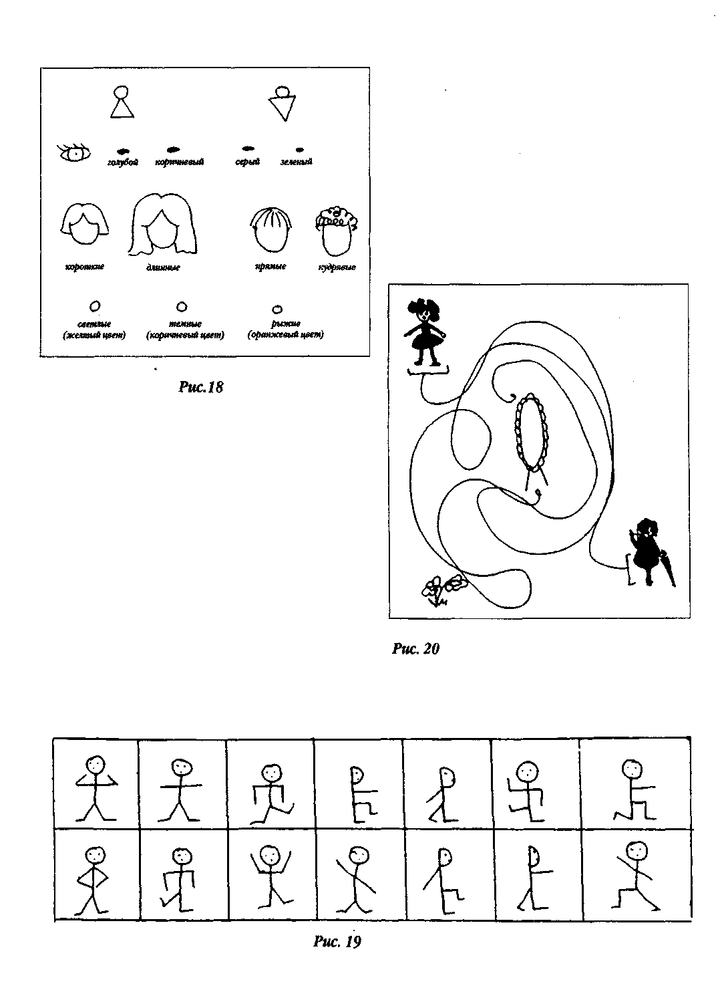 голубой коричневый серый зеленый
короткие длинные прямые кудрявые
светлые темные рыжие
(желтый цвет) (коричневый цвет) (оранжевый цвет)
Рис.18
Рис. 20
Рис. 19